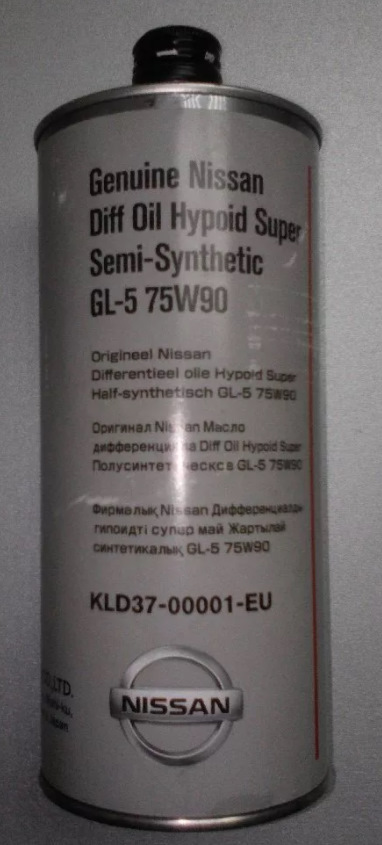 Genuine Nissan
Diff Oil Hypoid Super
Semi-Synthetic
GL-5 75W90
Origineel Nissan
Differentieel olie Hypoid Super
Half-synthetisch GL-5 75W90
Оригинал Nissan Масло
Diff Oil Hypoid Super
GL-5 75W90
Фирмалық Nissan
гипоидті супер май Жартылай
синтетикалық GL-5 75W90
KLD37-00001-EU
NISSAN
LTD.